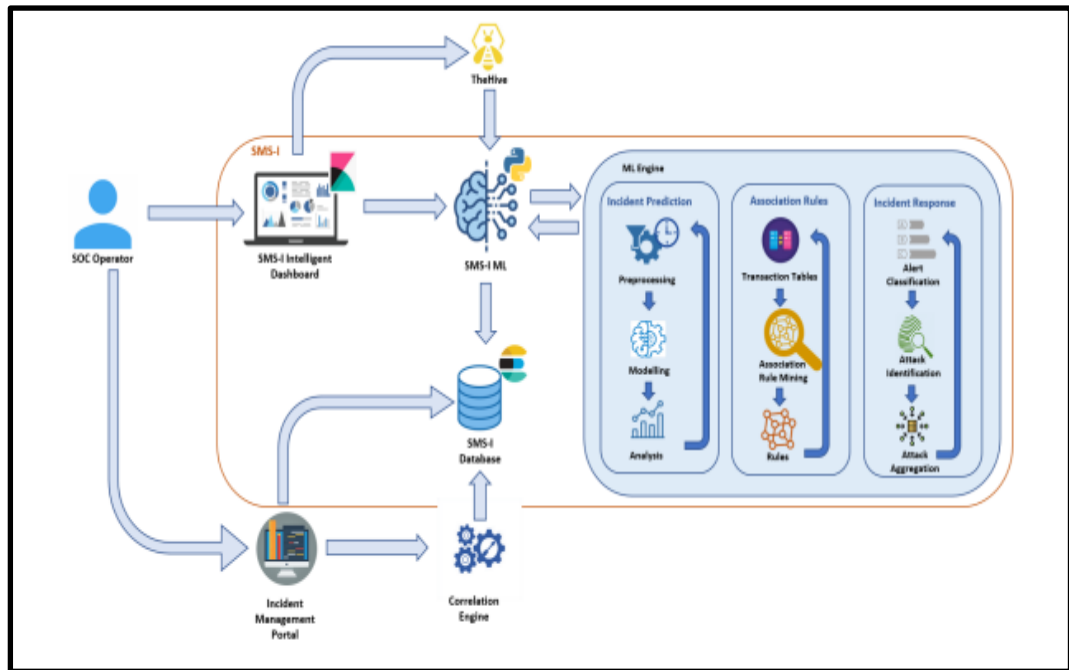 TheHive
SMS-I
SOC Operator
SMS-I Intelligent
Dashboard
SMS-I ML
SMS-I
Database
Incident
Management
Portal
Correlation
Engine
ML Engine
Incident Prediction
Preprocessing
Modelling
Analysis
Association Rules
Transaction Tables
Association
Rule Mining
Rules
Incident Response
Alert
Classification
Attack
Identification
Attack
Aggregation